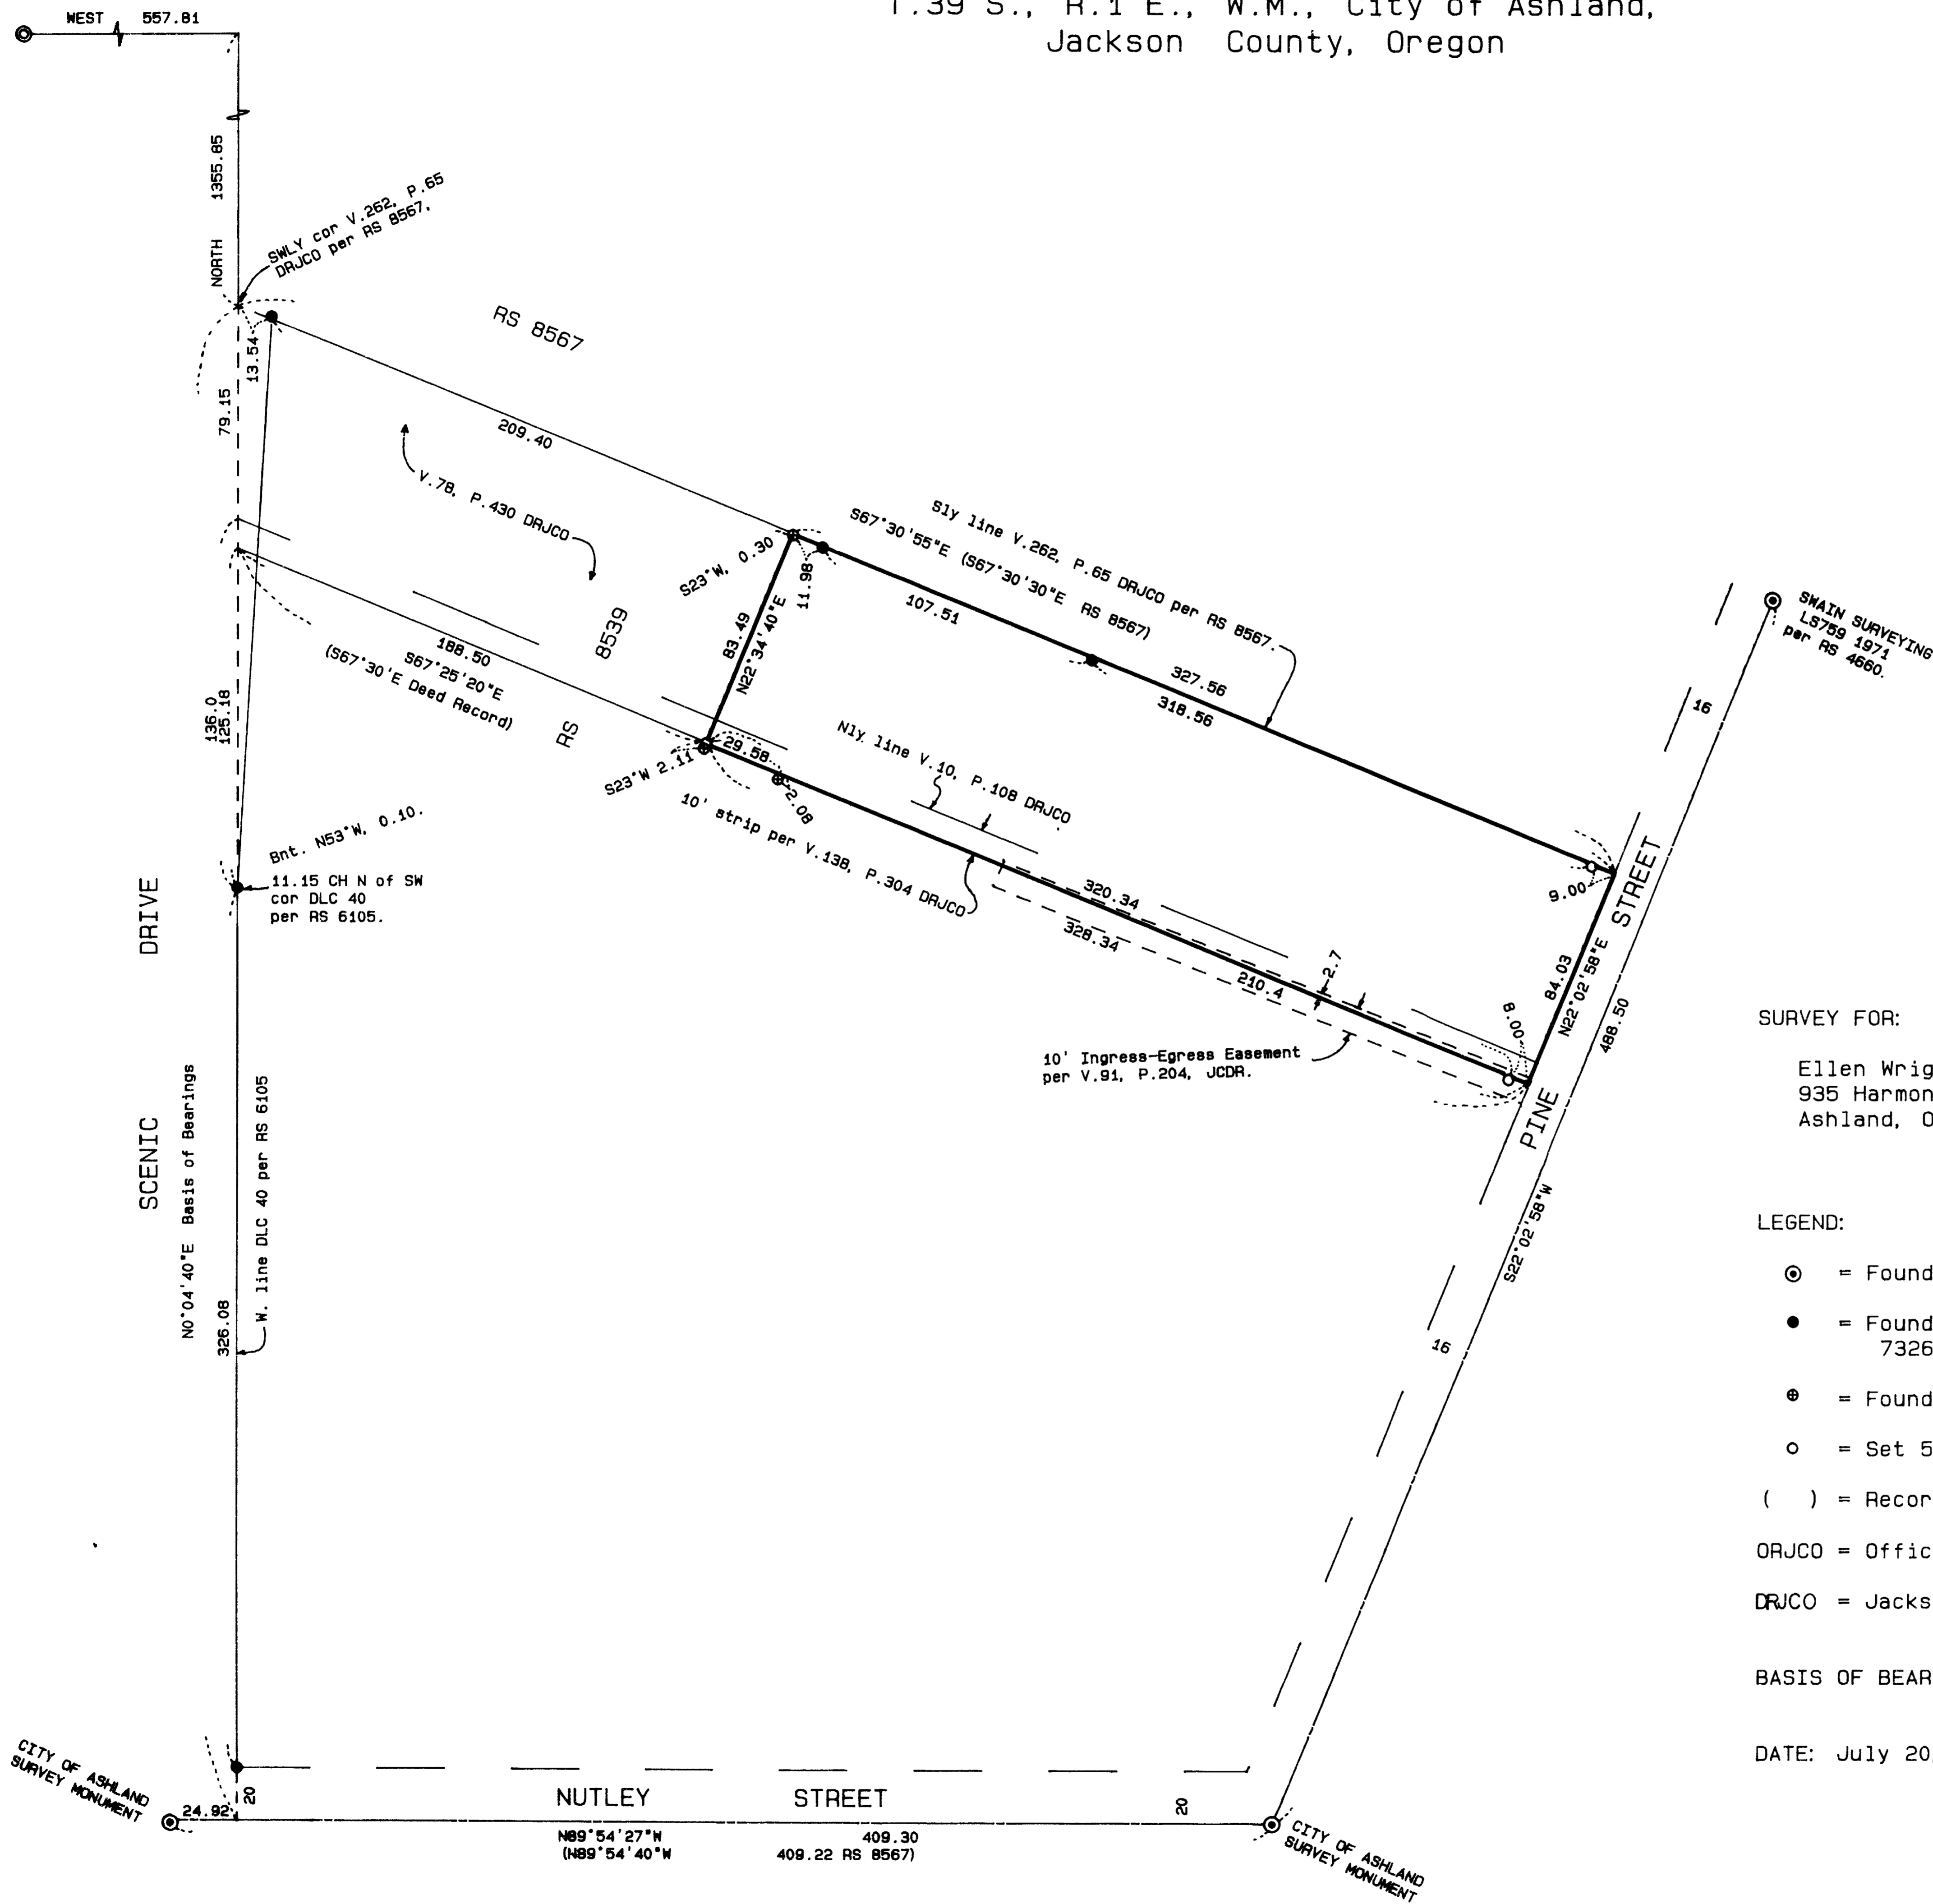 T.39 S., R.1 E., W.M., City of Ashland,
Jackson County, Oregon
WEST 557.81
NORTH 1355.85
SWLY cor V.262, P.65
DRJCO per RS 8567.
13.54
79.15
RS 8567
209.40
V.78, P.430 DRJCO
S23°W, 0.30
11.98
83.49
N22°34'40"E
Sly line V.262, P.65 DRJCO per RS 8567.
S67°30'55"E (S67°30'30"E RS 8567)
107.51
327.56
318.56
SWAIN SURVEYING
LS759 1971
per RS 4660.
16
188.50
S67°25'20"E
(S67°30'E Deed Record)
RS 8539
136.0
125.18
29.58
S23°W 2.11
2.08
Nly line V.10, P.108 DRJCO
10' strip per V.138, P.304 DRJCO
320.34
328.34
210.4
2.7
9.00
8.00
84.03
N22°02'58"E
PINE STREET
488.50
S22°02'58"W
16
10' Ingress-Egress Easement
per V.91, P.204, JCDR.
Bnt. N53°W, 0.10.
11.15 CH N of SW
cor DLC 40
per RS 6105.
SCENIC DRIVE
N0°04'40"E Basis of Bearings
326.08
W. line DLC 40 per RS 6105
SURVEY FOR:
Ellen Wrig
935 Harmon
Ashland, O
LEGEND:
= Found
= Found
7326
= Found
= Set 5
( ) = Recor
ORJCO = Offic
DRJCO = Jacks
BASIS OF BEAR
DATE: July 20
CITY OF ASHLAND
SURVEY MONUMENT
24.92
20
NUTLEY STREET
20
N89°54'27"W 409.30
(N89°54'40"W 409.22 RS 8567)
CITY OF ASHLAND
SURVEY MONUMENT